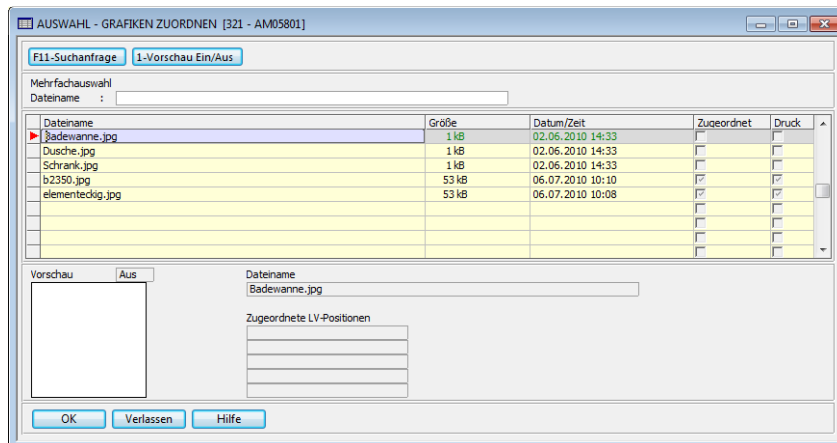 AUSWAHL - GRAFIKEN ZUORDNEN [321 - AM05801]
F11-Suchanfrage 1-Vorschau Ein/Aus
Mehrfachauswahl
Dateiname :
Dateiname Größe Datum/Zeit Zugeordnet Druck
Badewanne.jpg 1 kB 02.06.2010 14:33
Dusche.jpg 1 kB 02.06.2010 14:33
Schrank.jpg 1 kB 02.06.2010 14:33
b2350.jpg 53 kB 06.07.2010 10:10
elementeckig.jpg 53 kB 06.07.2010 10:08
Vorschau Aus Dateiname
Badewanne.jpg
Zugeordnete LV-Positionen
OK Verlassen Hilfe